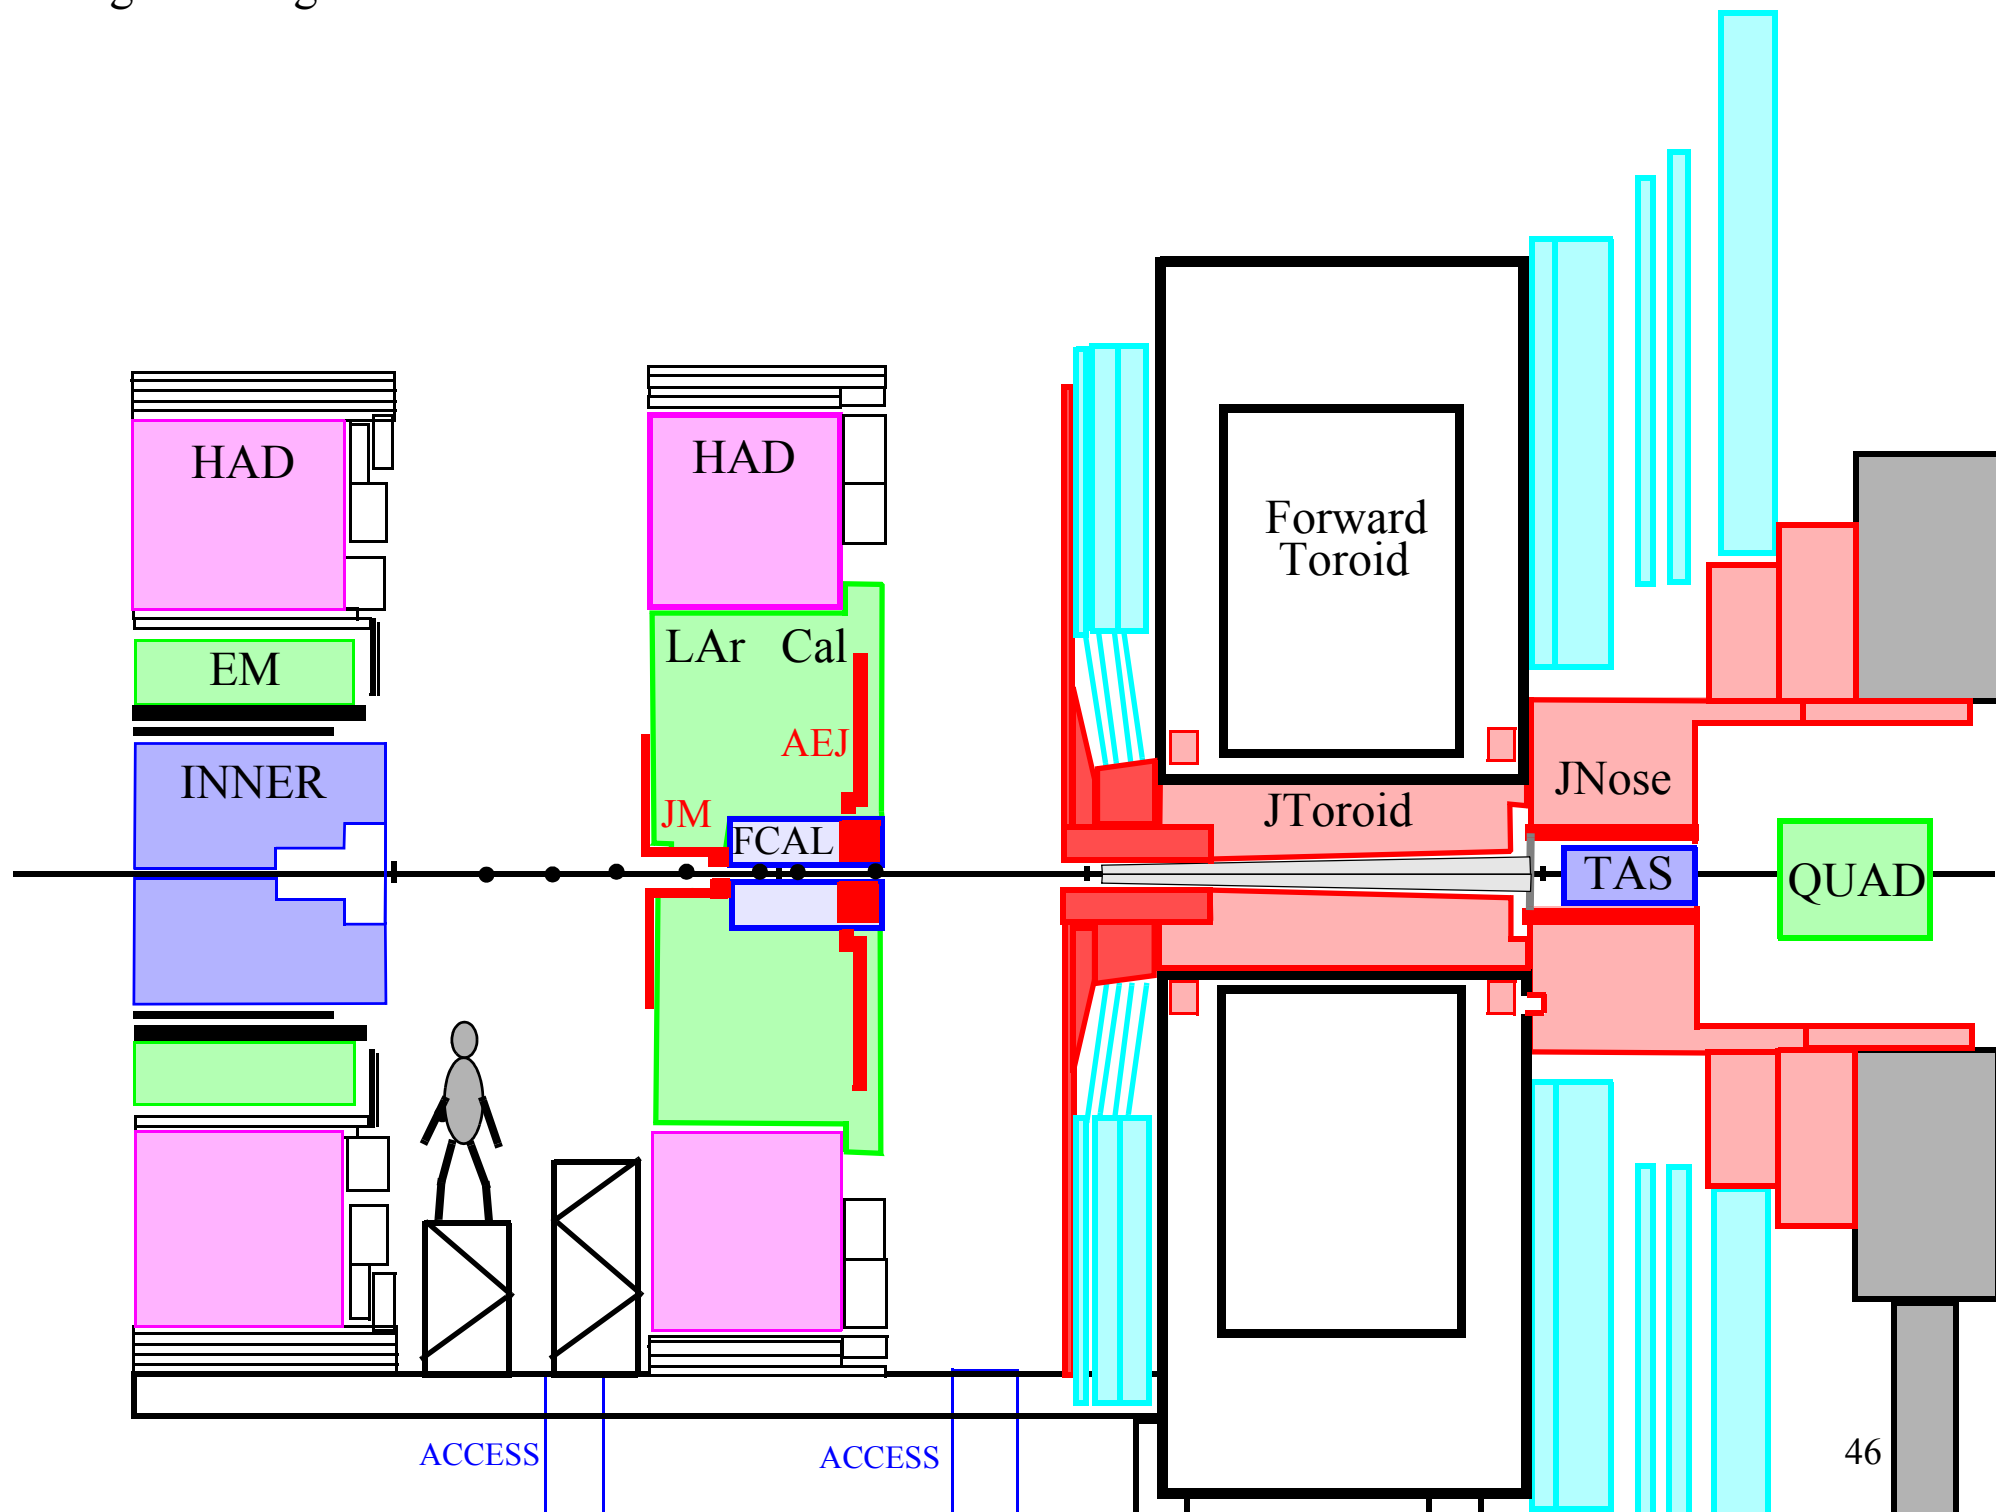 HAD
HAD
Forward
Toroid
LAr Cal
EM
AEJ
INNER
JNose
JM
JToroid
FCAL
TAS
QUAD
ACCESS
ACCESS
46